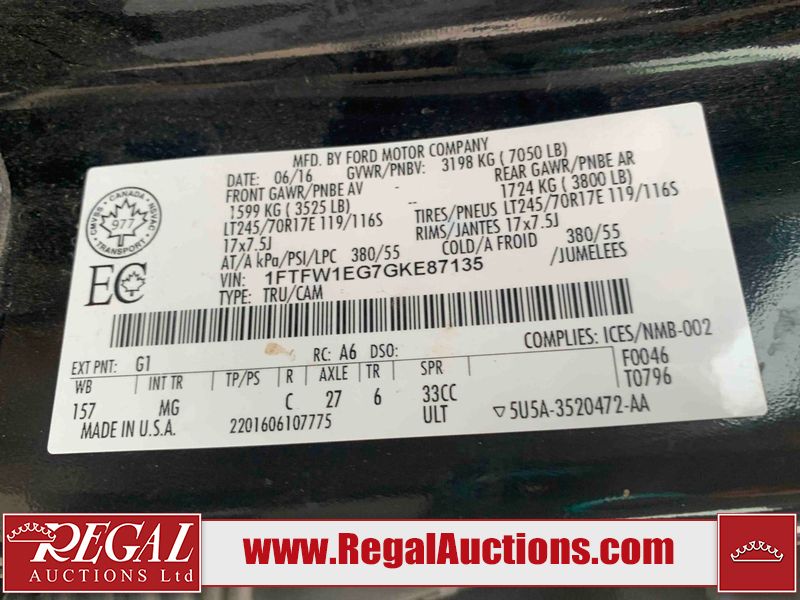 MFD. BY FORD MOTOR COMPANY
DATE: 06/16 GVWR/PNBV: 3198 KG ( 7050 LB)
FRONT GAWR/PNBE AV - REAR GAWR/PNBE AR
1599 KG ( 3525 LB) -- 1724 KG ( 3800 LB)
LT245/70R17E 119/116S TIRES/PNEUS LT245/70R17E 119/116S
17x7.5J RIMS/JANTES 17x7.5J
AT/A kPa/PSI/LPC 380/55 COLD/A FROID 380/55
VIN: 1FTFW1EG7GKE87135 /JUMELEES
TYPE: TRU/CAM
CMVSS • CANADA • NSVAC
977
TRANSPORT
EC
COMPLIES: ICES/NMB-002
EXT PNT: G1 RC: A6 DSO: F0046
WB INT TR TP/PS R AXLE TR SPR T0796
157 MG C 27 6 33CC
MADE IN U.S.A. 2201606107775 ULT ▽5U5A-3520472-AA
REGAL
AUCTIONS Ltd
www.RegalAuctions.com